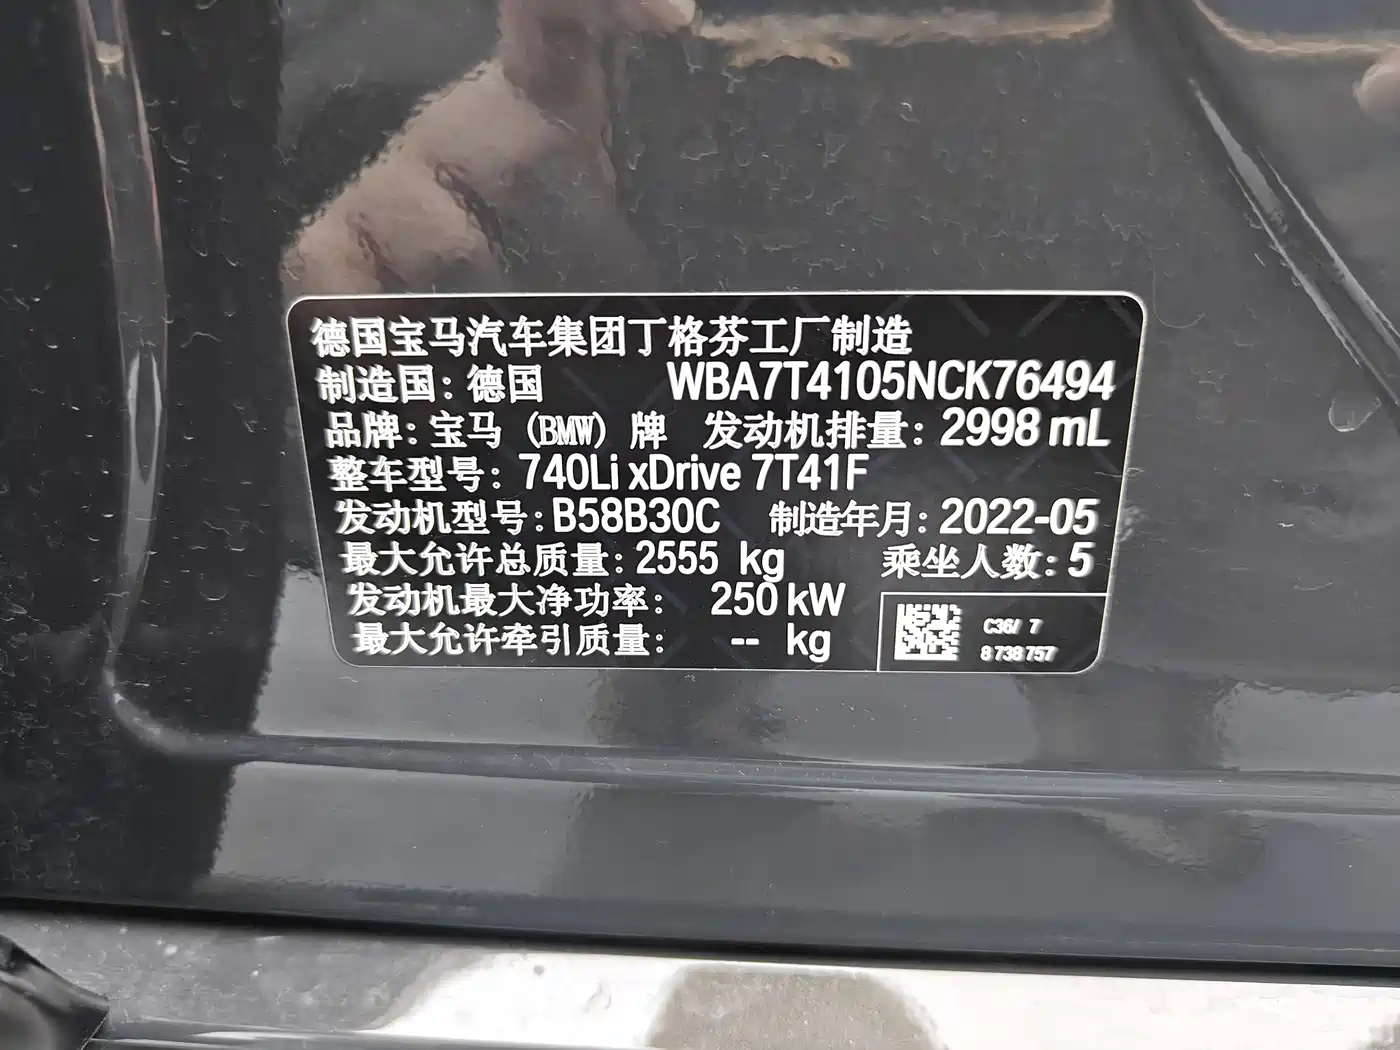 德国宝马汽车集团丁格芬工厂制造
制造国: 德国 WBA7T4105NCK76494
品牌: 宝马 (BMW) 牌 发动机排量: 2998 mL
整车型号: 740Li xDrive 7T41F
发动机型号: B58B30C 制造年月: 2022-05
最大允许总质量: 2555 kg 乘坐人数: 5
发动机最大净功率: 250 kW
最大允许牵引质量: -- kg
C36/ 7
8 738 757